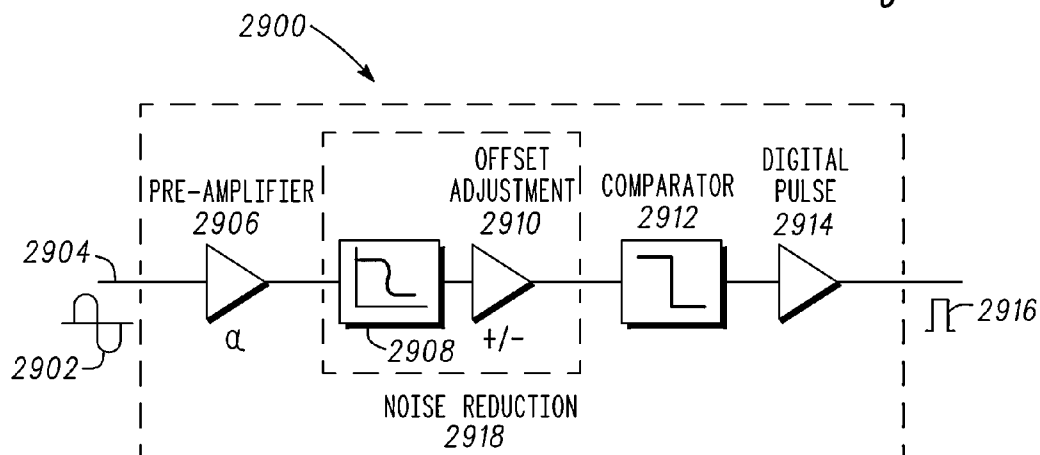 2900
PRE-AMPLIFIER
2906
OFFSET
ADJUSTMENT
2910
COMPARATOR
2912
DIGITAL
PULSE
2914
2904
2902
α
2908
+/-
2916
NOISE REDUCTION
2918